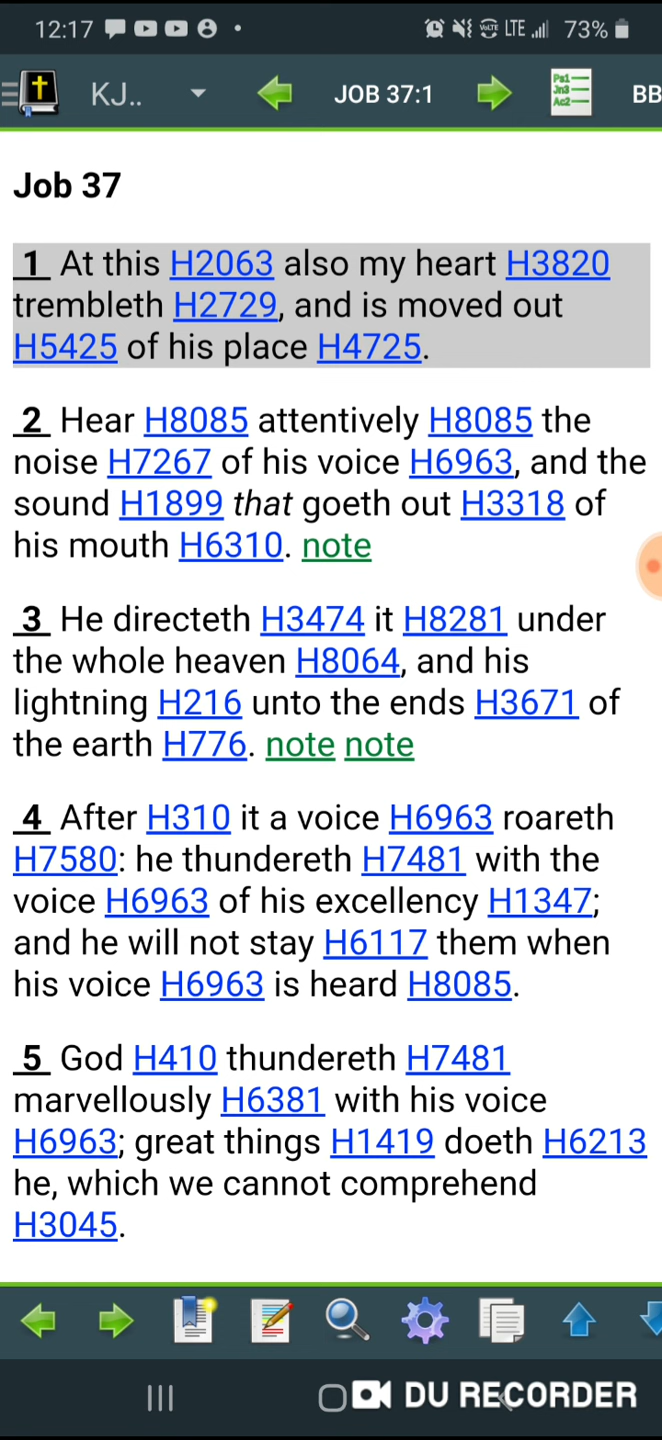 12:17 VoLTE LTE 73%
KJ.. JOB 37:1 Ps1 Jn3 Ac2 BB
Job 37
1 At this H2063 also my heart H3820
trembleth H2729, and is moved out
H5425 of his place H4725.
2 Hear H8085 attentively H8085 the
noise H7267 of his voice H6963, and the
sound H1899 that goeth out H3318 of
his mouth H6310. note
3 He directeth H3474 it H8281 under
the whole heaven H8064, and his
lightning H216 unto the ends H3671 of
the earth H776. note note
4 After H310 it a voice H6963 roareth
H7580: he thundereth H7481 with the
voice H6963 of his excellency H1347;
and he will not stay H6117 them when
his voice H6963 is heard H8085.
5 God H410 thundereth H7481
marvellously H6381 with his voice
H6963; great things H1419 doeth H6213
he, which we cannot comprehend
H3045.
DU RECORDER